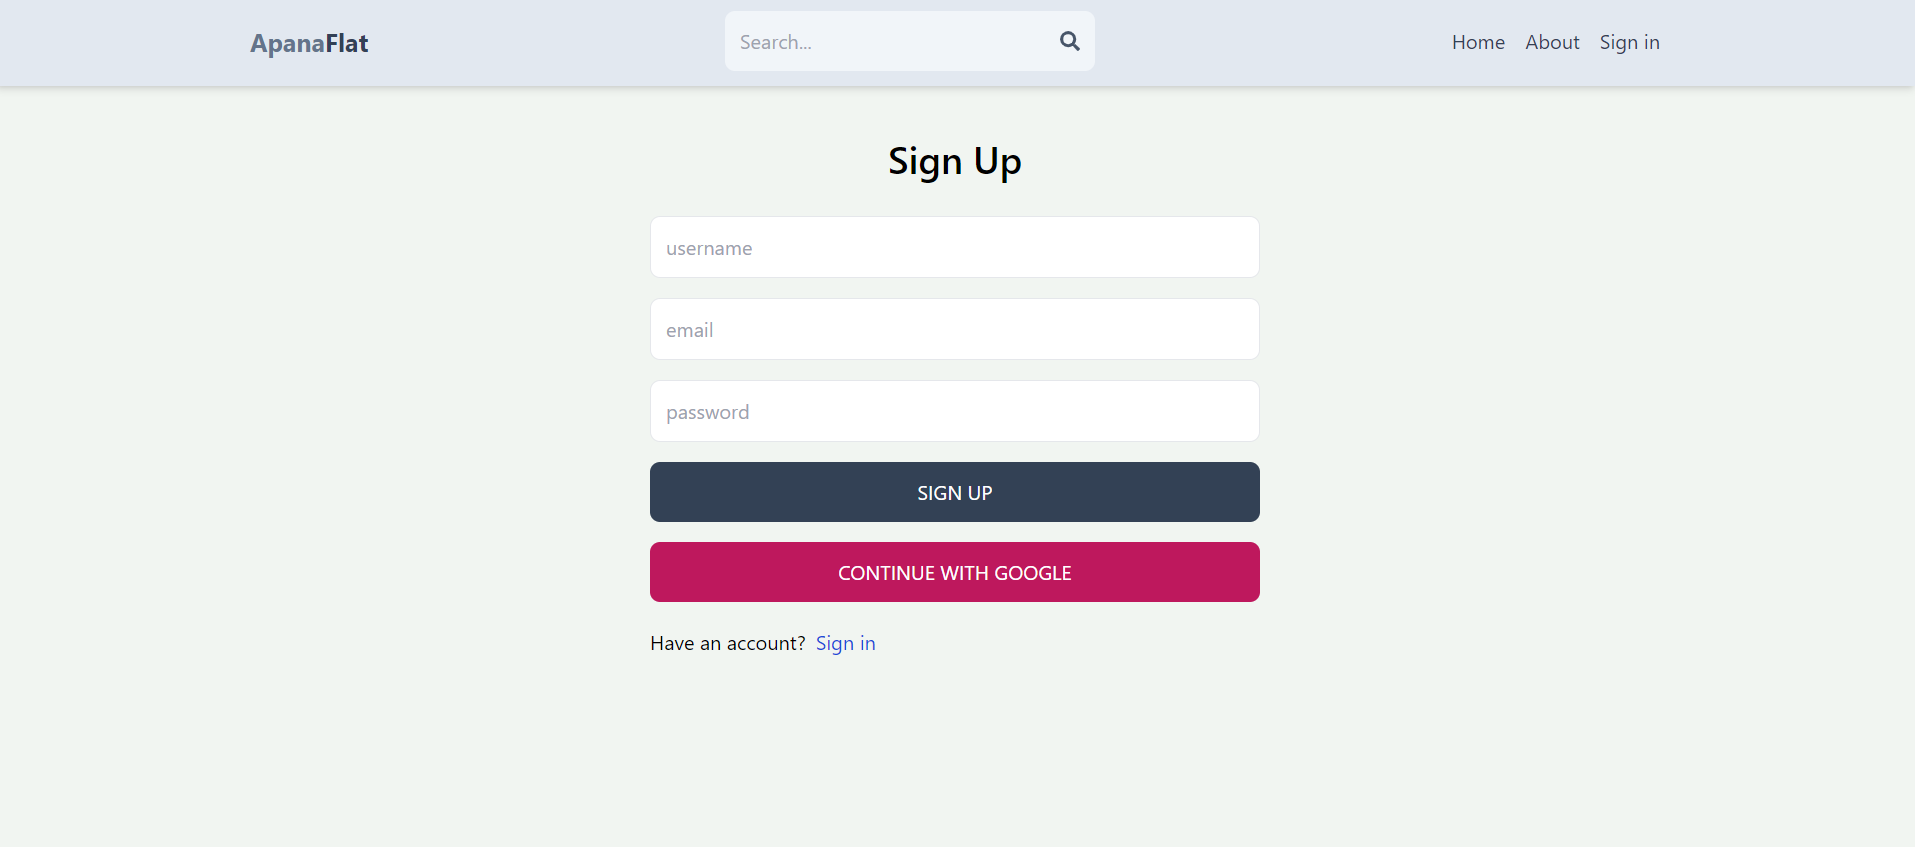 ApanaFlat
Search...
Home About Sign in
Sign Up
username
email
password
SIGN UP
CONTINUE WITH GOOGLE
Have an account? Sign in